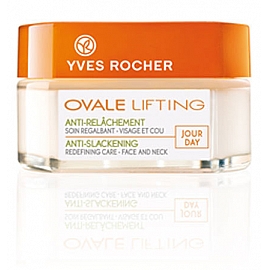 YVES ROCHER
OVALE LIFTING
ANTI-RELÂCHEMENT
SOIN REGALBANT - VISAGE ET COU
ANTI-SLACKENING
REDEFINING CARE - FACE AND NECK
JOUR
DAY